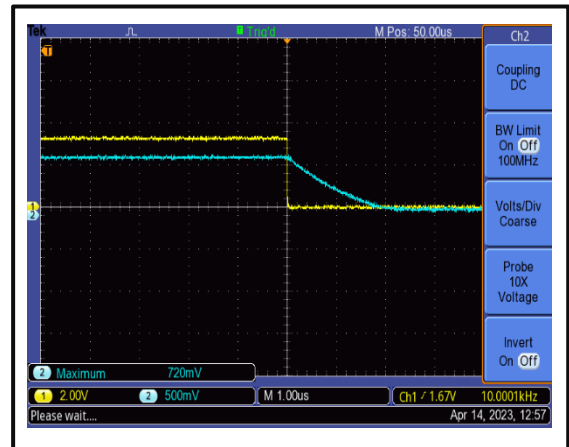 Tek
Trig'd
M Pos: 50.00us
Ch2
T
Coupling
DC
BW Limit
On Off
100MHz
1
2
Volts/Div
Coarse
Probe
10X
Voltage
Invert
On Off
2 Maximum 720mV
1 2.00V 2 500mV M 1.00us Ch1 1.67V 10.0001kHz
Please wait.... Apr 14, 2023, 12:57